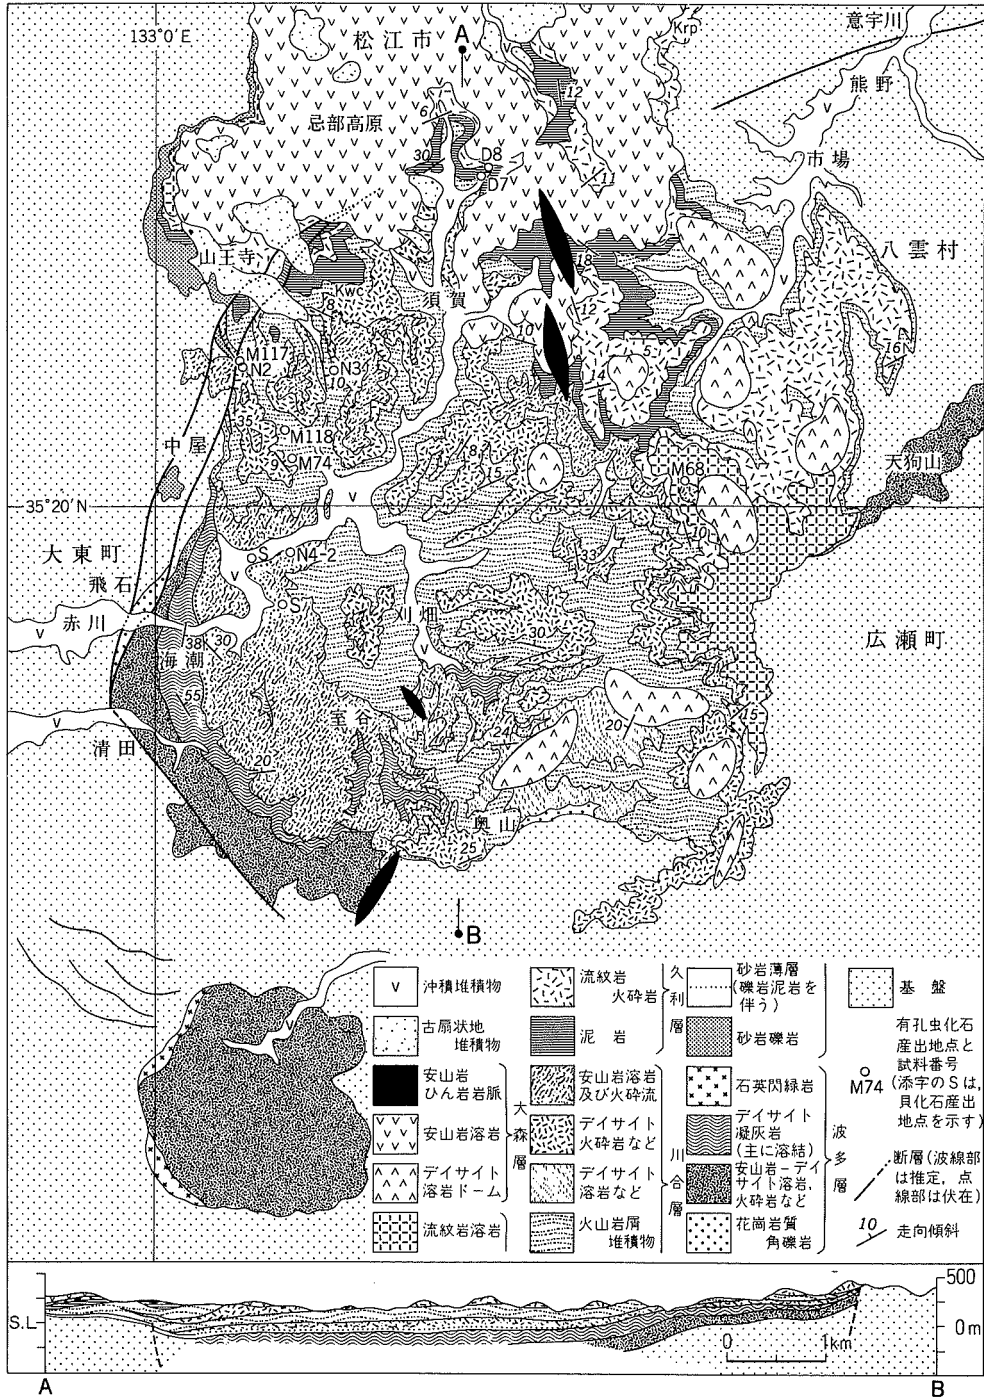 133°0′E
松江市
A
意宇川
Krp
熊野
12
6
忌部高原
市場
30
D8
D7
11
八雲村
山王寺
18
Kwc
8
須賀
12
10
16
M117
N2
17
N3
10
5
14
35
中屋
M118
9
M74
8
15
M68
天狗山
35°20′N
10
大東町
S
N4-2
33
飛石
S
刈畑
赤川
30
広瀬町
38
30
海潮
55
20
15
清田
24
20
奥山
25
B
沖積堆積物
古扇状地
堆積物
安山岩
ひん岩岩脈
安山岩溶岩
デイサイト
溶岩ドーム
大森層
流紋岩溶岩
流紋岩
火砕岩
泥岩
久利層
安山岩溶岩
及び火砕流
デイサイト
火砕岩など
デイサイト
溶岩など
火山岩屑
堆積物
川合層
砂岩薄層
(礫岩泥岩を
伴う)
砂岩礫岩
石英閃緑岩
デイサイト
凝灰岩
(主に溶結)
安山岩-デイ
サイト溶岩,
火砕岩など
花崗岩質
角礫岩
波多層
基盤
有孔虫化石
産出地点と
試料番号
M74
(添字のSは,
貝化石産出
地点を示す)
断層(波線部
は推定,点
線部は伏在)
10
走向傾斜
S.L
500
0m
0
1km
A
B